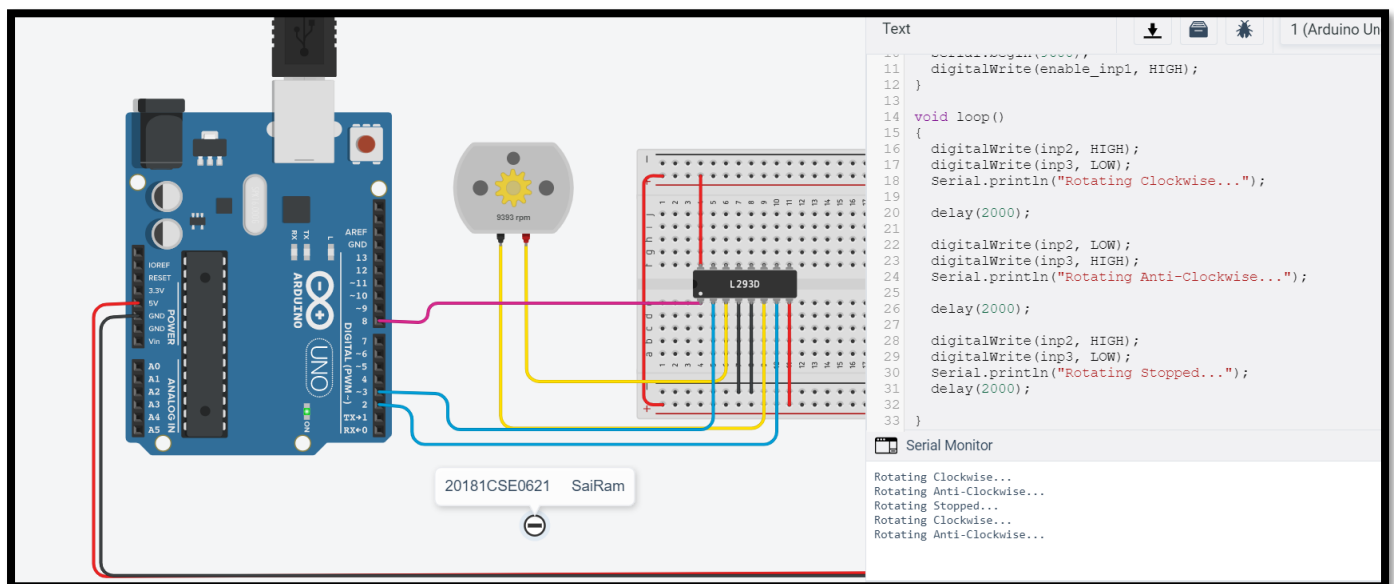 Text
1 (Arduino Un
10 Serial.begin(9600);
11 digitalWrite(enable_inp1, HIGH);
12 }
13
14 void loop()
15 {
16 digitalWrite(inp2, HIGH);
17 digitalWrite(inp3, LOW);
18 Serial.println("Rotating Clockwise...");
19
20 delay(2000);
21
22 digitalWrite(inp2, LOW);
23 digitalWrite(inp3, HIGH);
24 Serial.println("Rotating Anti-Clockwise...");
25
26 delay(2000);
27
28 digitalWrite(inp2, HIGH);
29 digitalWrite(inp3, LOW);
30 Serial.println("Rotating Stopped...");
31 delay(2000);
32
33 }
Serial Monitor
Rotating Clockwise...
Rotating Anti-Clockwise...
Rotating Stopped...
Rotating Clockwise...
Rotating Anti-Clockwise...
9393 rpm
L293D
AREF
GND
13
12
~11
~10
~9
8
7
~6
~5
4
~3
2
TX→1
RX←0
DIGITAL (PWM~)
IOREF
RESET
3.3V
5V
GND
GND
Vin
POWER
A0
A1
A2
A3
A4
A5
ANALOG IN
RX
TX
L
ARDUINO
UNO
ON
20181CSE0621 SaiRam